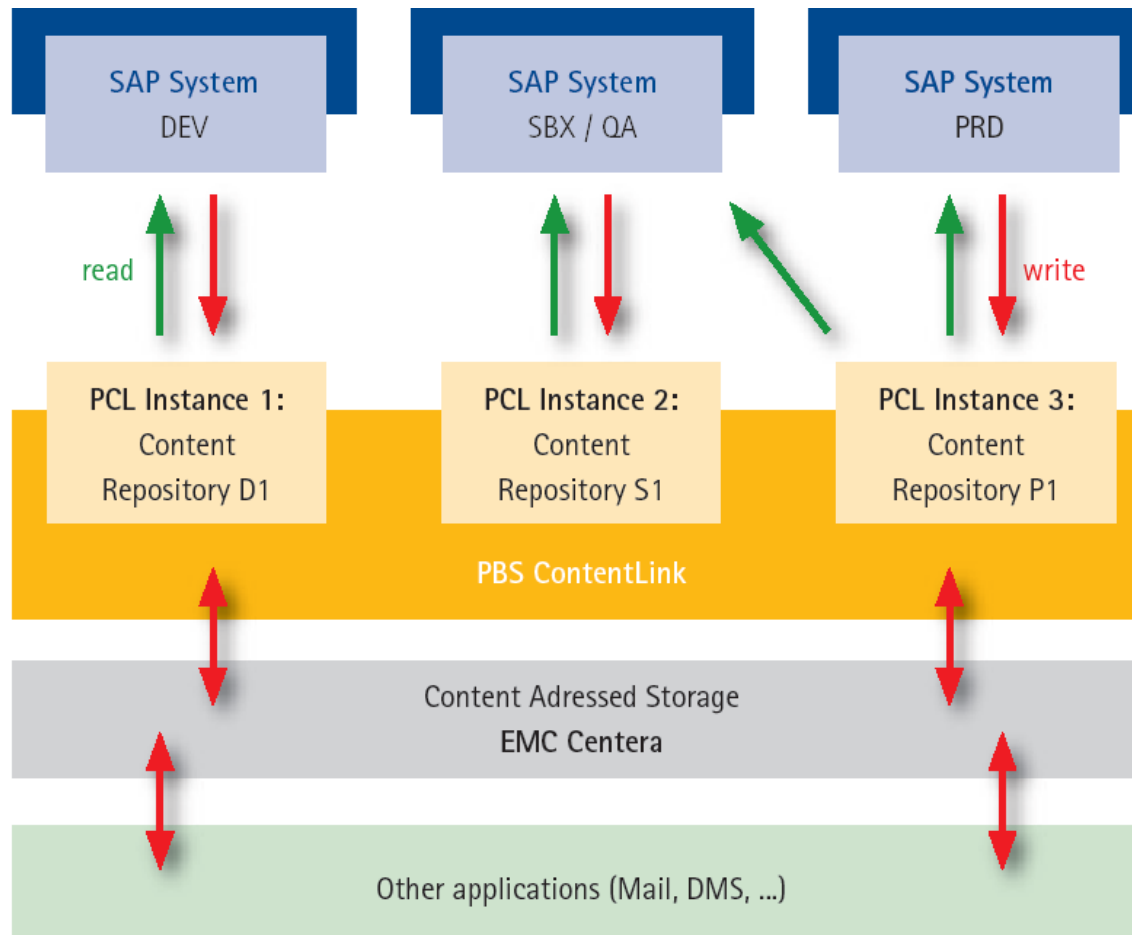 SAP System
DEV
SAP System
SBX / QA
SAP System
PRD
read
write
PCL Instance 1:
Content
Repository D1
PCL Instance 2:
Content
Repository S1
PCL Instance 3:
Content
Repository P1
PBS ContentLink
Content Adressed Storage
EMC Centera
Other applications (Mail, DMS, ...)